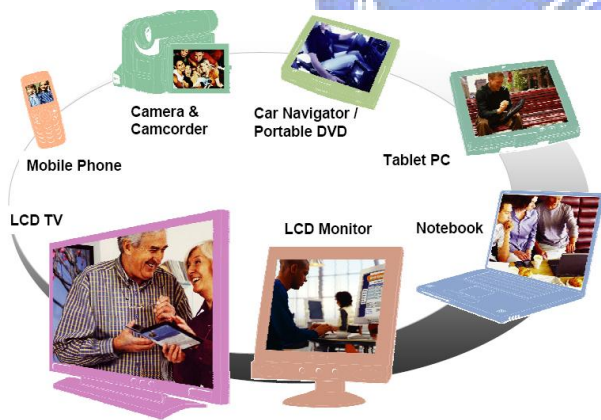 Camera &
Camcorder
Car Navigator /
Portable DVD
Mobile Phone
Tablet PC
LCD TV
LCD Monitor
Notebook